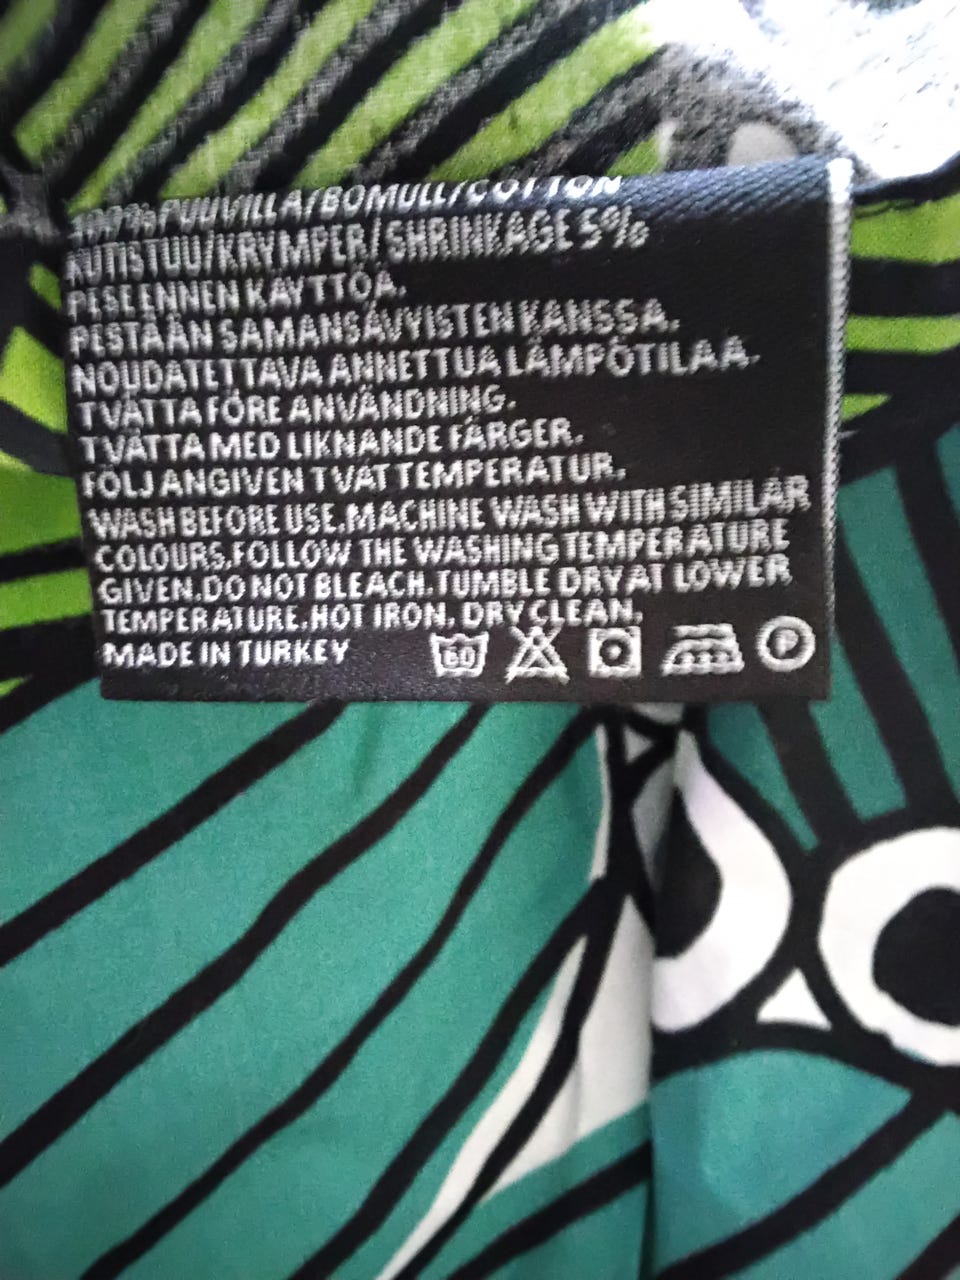 100% PUUVILLA/BOMULL/COTTON
KUTISTUU/KRYMPER/SHRINKAGE 5%
PESE ENNEN KÄYTTÖÄ.
PESTÄÄN SAMANSÄVYISTEN KANSSA.
NOUDATETTAVA ANNETTUA LÄMPÖTILAA.
TVÄTTA FÖRE ANVÄNDNING.
TVÄTTA MED LIKNANDE FÄRGER.
FÖLJ ANGIVEN TVÄTTEMPERATUR.
WASH BEFORE USE.MACHINE WASH WITH SIMILAR
COLOURS.FOLLOW THE WASHING TEMPERATURE
GIVEN.DO NOT BLEACH.TUMBLE DRY AT LOWER
TEMPERATURE.HOT IRON. DRY CLEAN.
MADE IN TURKEY 60 P